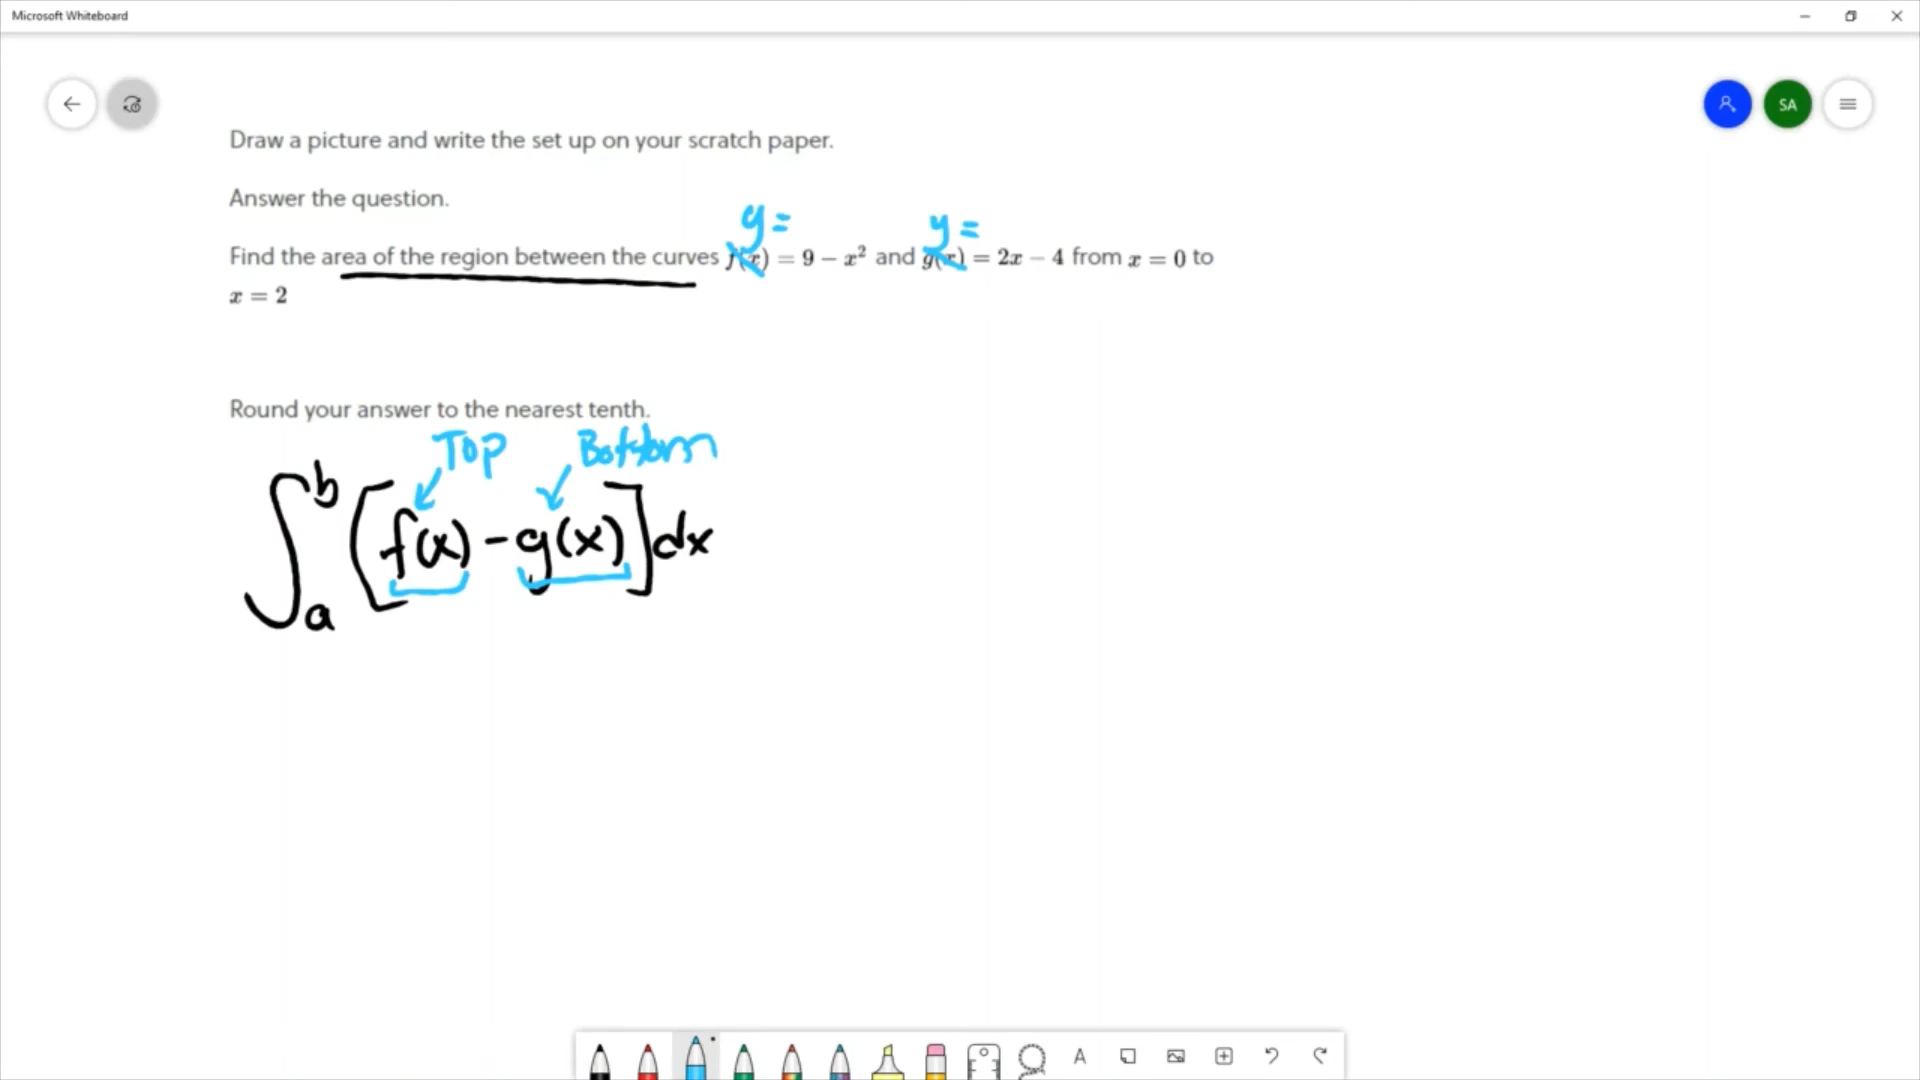 Microsoft Whiteboard
SA
Draw a picture and write the set up on your scratch paper.
Answer the question.
y = y =
Find the area of the region between the curves f(x) = 9 − x² and g(x) = 2x − 4 from x = 0 to
x = 2
Round your answer to the nearest tenth.
Top Bottom
∫ₐᵇ [f(x) - g(x)] dx
A